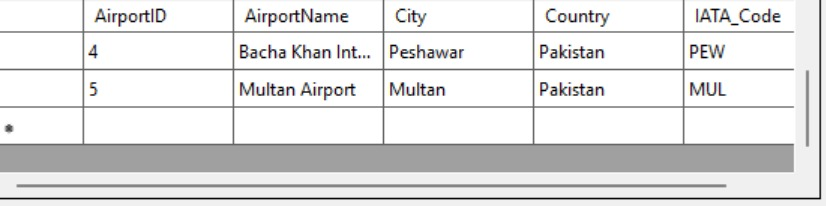 AirportID AirportName City Country IATA_Code
4 Bacha Khan Int... Peshawar Pakistan PEW
5 Multan Airport Multan Pakistan MUL
*